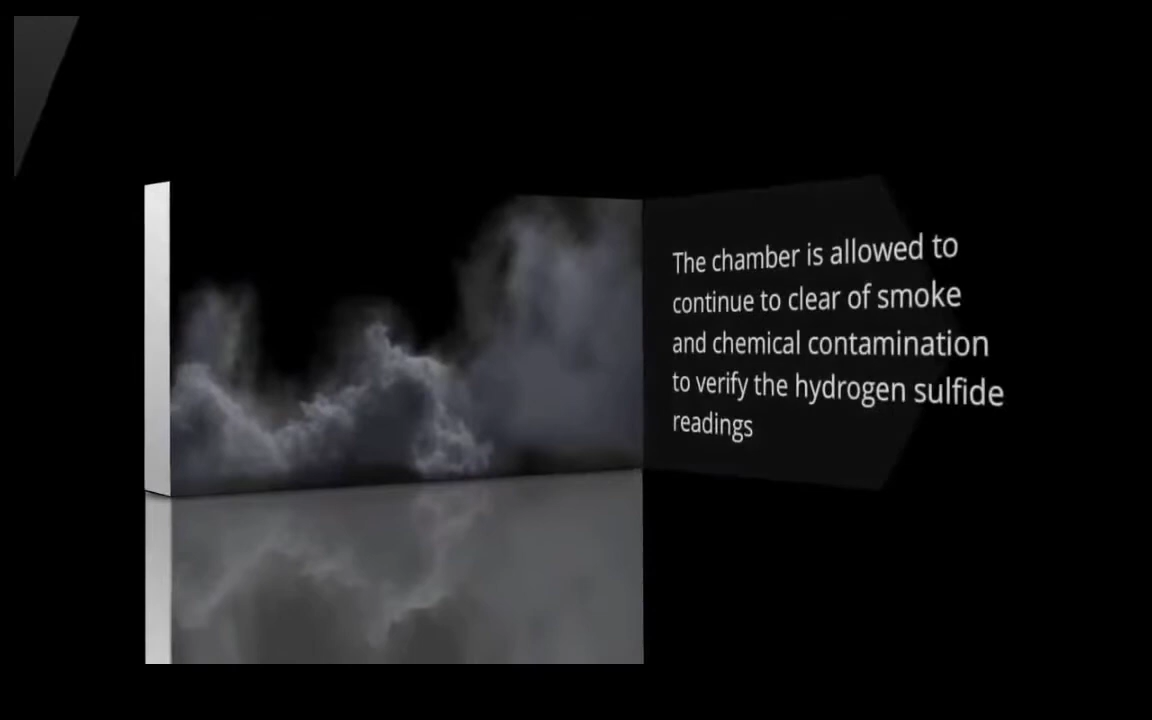 The chamber is allowed to
continue to clear of smoke
and chemical contamination
to verify the hydrogen sulfide
readings